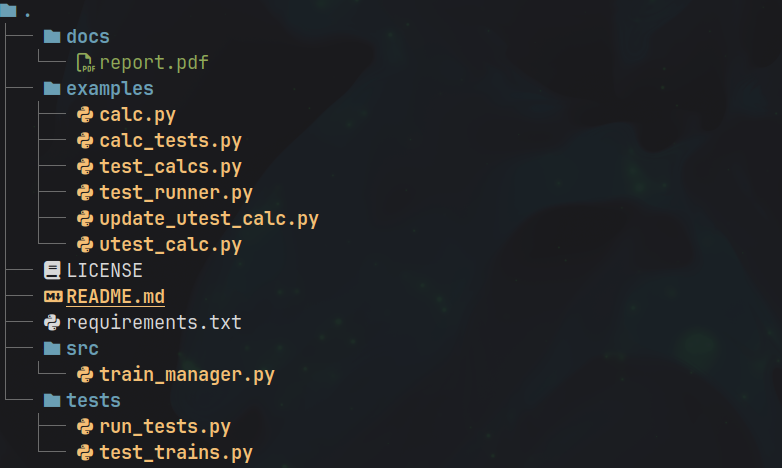 .
docs
report.pdf
examples
calc.py
calc_tests.py
test_calcs.py
test_runner.py
update_utest_calc.py
utest_calc.py
LICENSE
README.md
requirements.txt
src
train_manager.py
tests
run_tests.py
test_trains.py